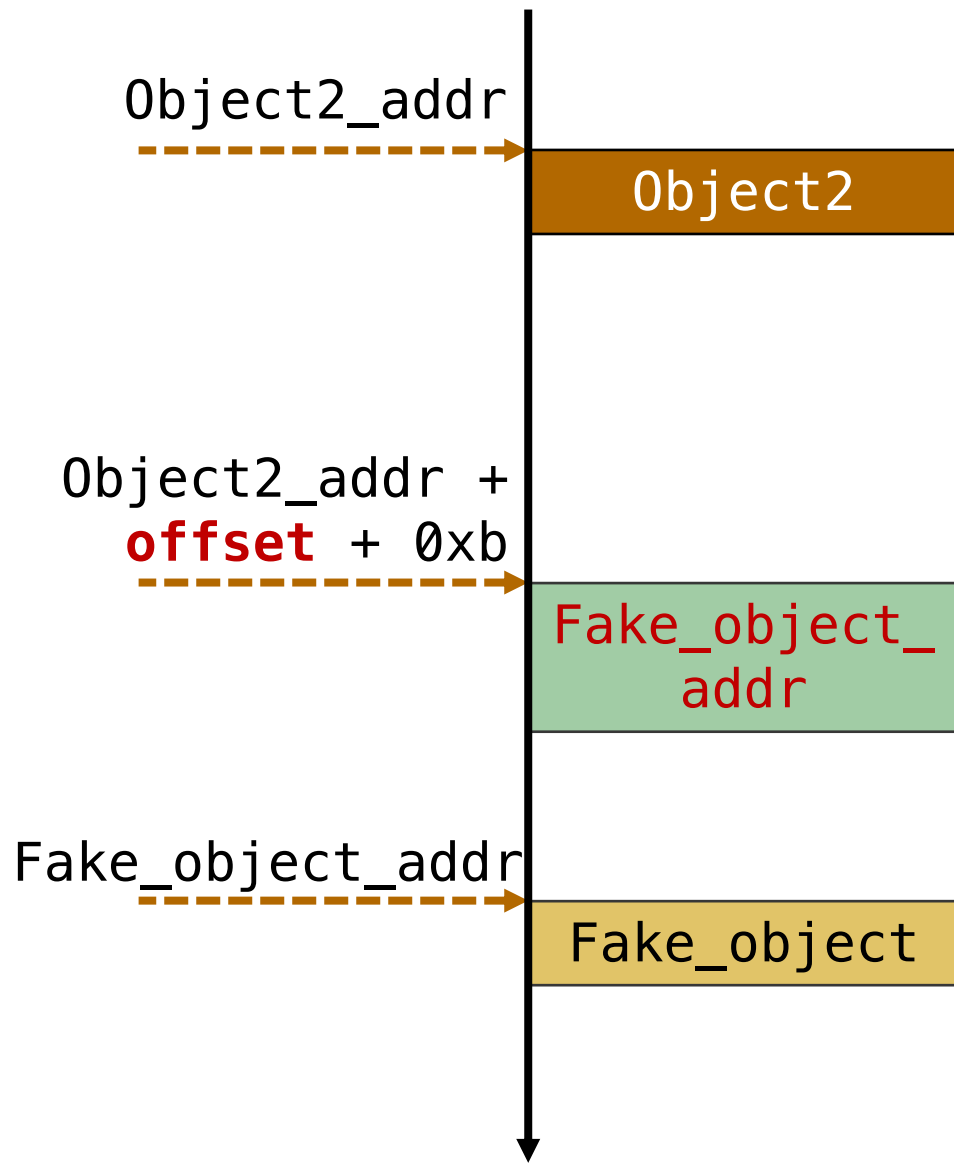 Object2_addr
Object2
Object2_addr +
offset + 0xb
Fake_object_
addr
Fake_object_addr
Fake_object